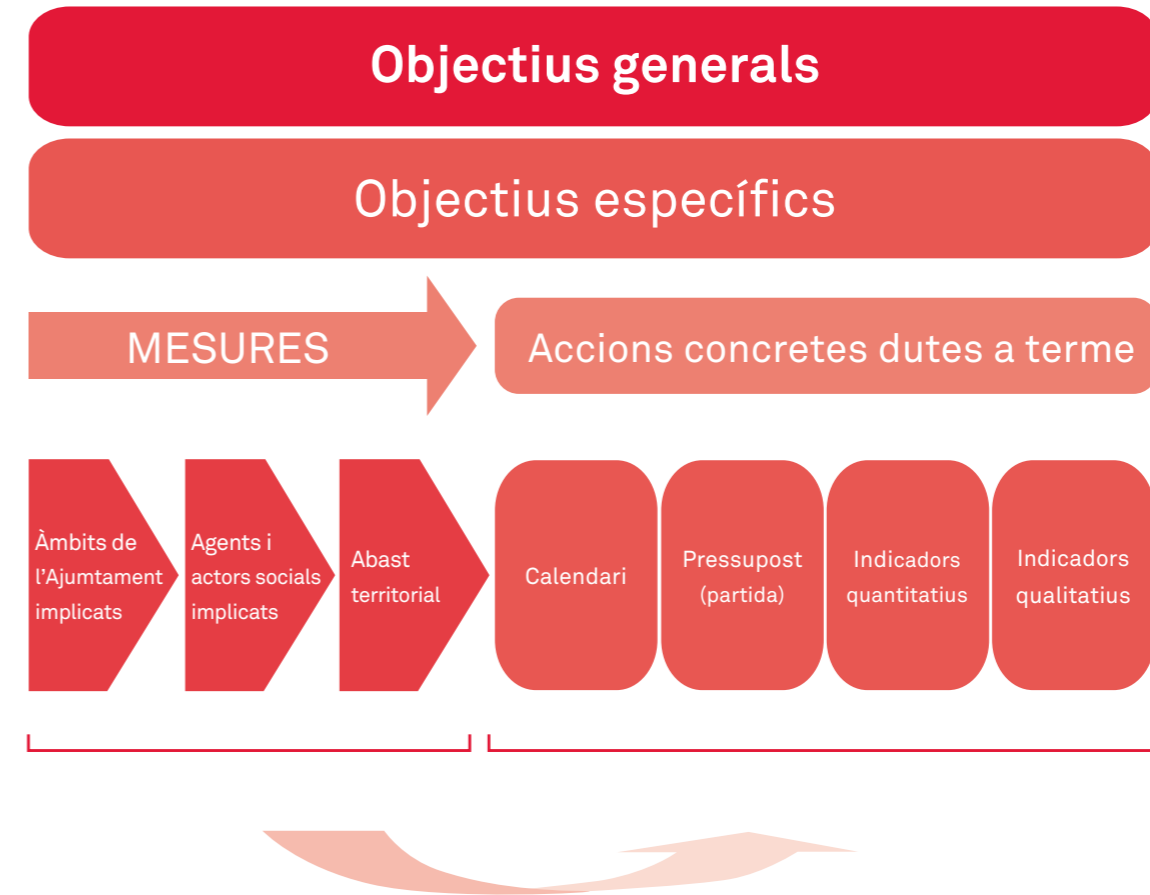 Objectius generals
Objectius específics
MESURES
Accions concretes dutes a terme
Àmbits de
l'Ajumtament
implicats
Agents i
actors socials
implicats
Abast
territorial
Calendari
Pressupost
(partida)
Indicadors
quantitatius
Indicadors
qualitatius